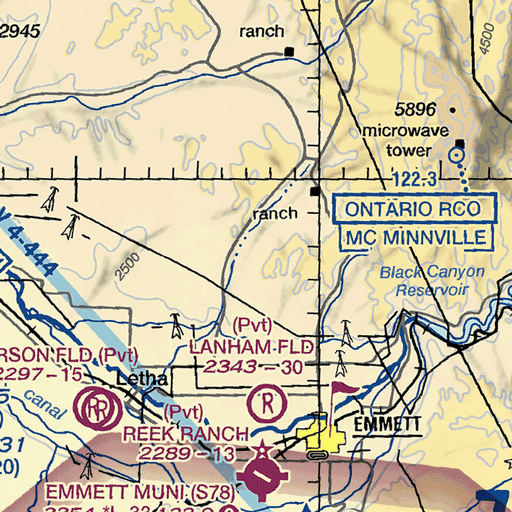 2945
ranch
4500
5896
microwave
tower
122.3
ONTARIO RCO
MC MINNVILLE
ranch
V 4-444
2500
Black Canyon
Reservoir
(Pvt)
LANHAM FLD
2343-30
RSON FLD (Pvt)
2297-15
Letha
R
R
canal
(Pvt)
REEK RANCH
2289-13
EMMETT
31
20)
EMMETT MUNI (S78)